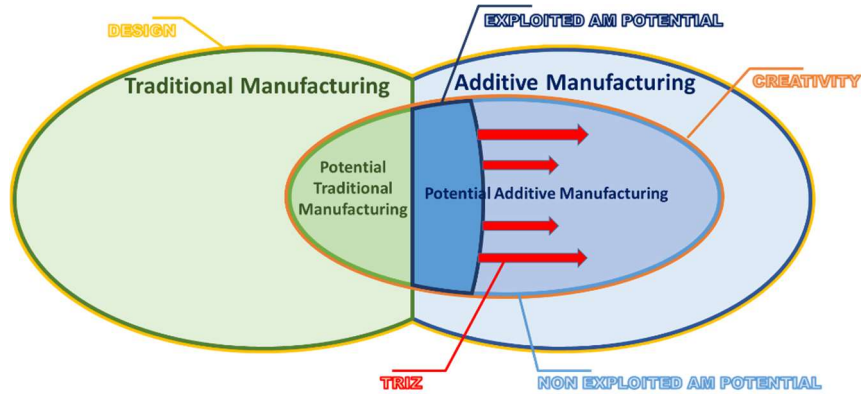 EXPLOITED AM POTENTIAL
DESIGN
Traditional Manufacturing
Additive Manufacturing
CREATIVITY
Potential
Traditional
Manufacturing
Potential Additive Manufacturing
TRIZ
NON EXPLOITED AM POTENTIAL